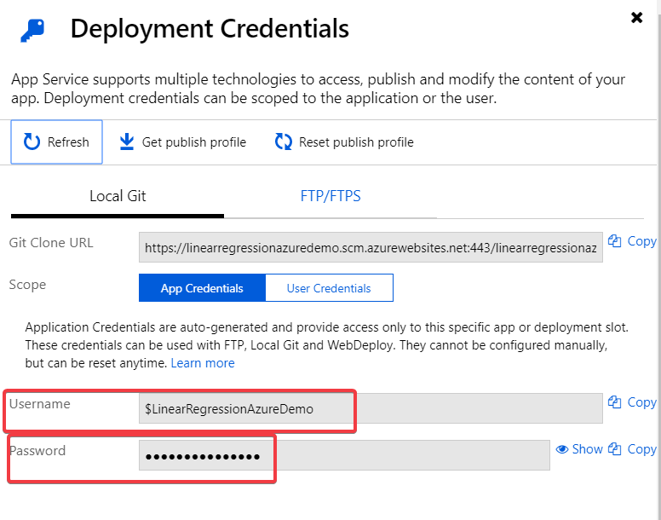 Deployment Credentials
App Service supports multiple technologies to access, publish and modify the content of your
app. Deployment credentials can be scoped to the application or the user.
Refresh Get publish profile Reset publish profile
Local Git FTP/FTPS
Git Clone URL https://linearregressionazuredemo.scm.azurewebsites.net:443/linearregressionaz Copy
Scope App Credentials User Credentials
Application Credentials are auto-generated and provide access only to this specific app or deployment slot.
These credentials can be used with FTP, Local Git and WebDeploy. They cannot be configured manually,
but can be reset anytime. Learn more
Username $LinearRegressionAzureDemo Copy
Password ●●●●●●●●●●●●●●● Show Copy